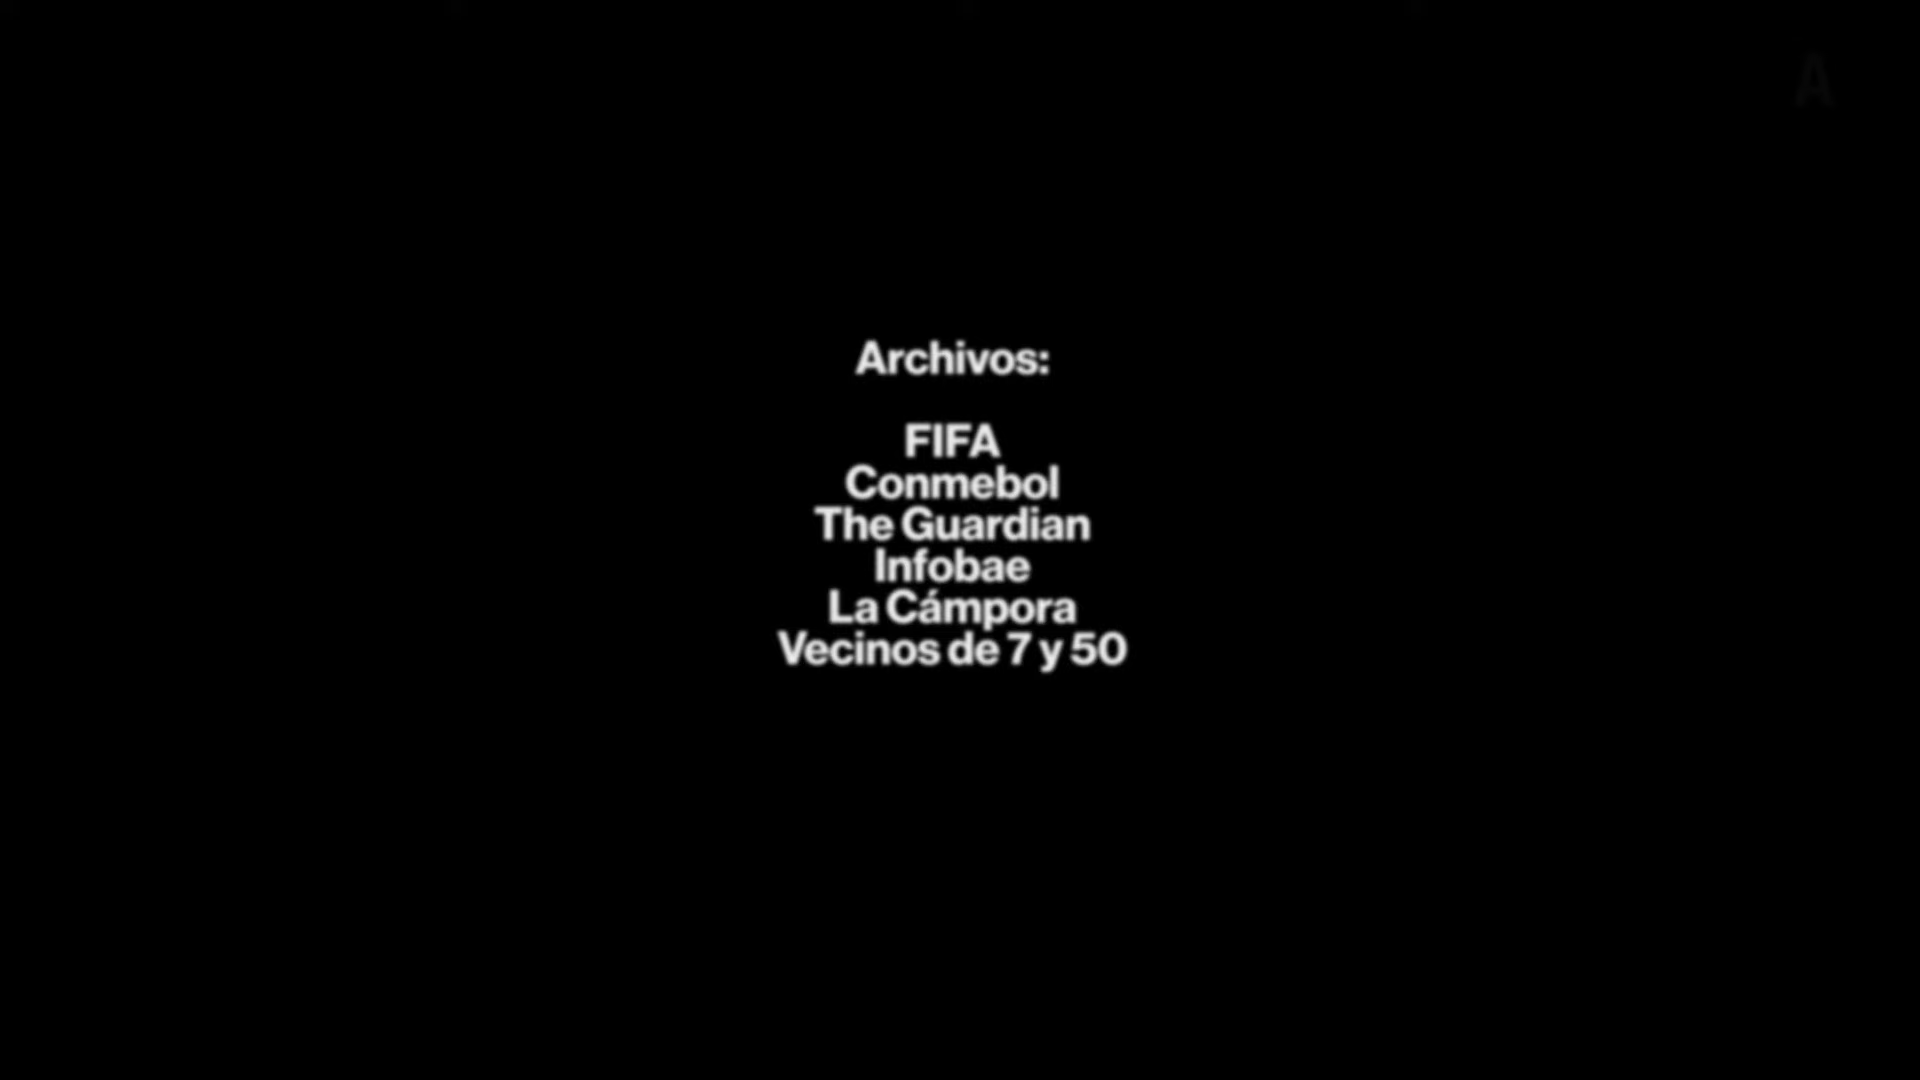 A
Archivos:
FIFA
Conmebol
The Guardian
Infobae
La Cámpora
Vecinos de 7 y 50